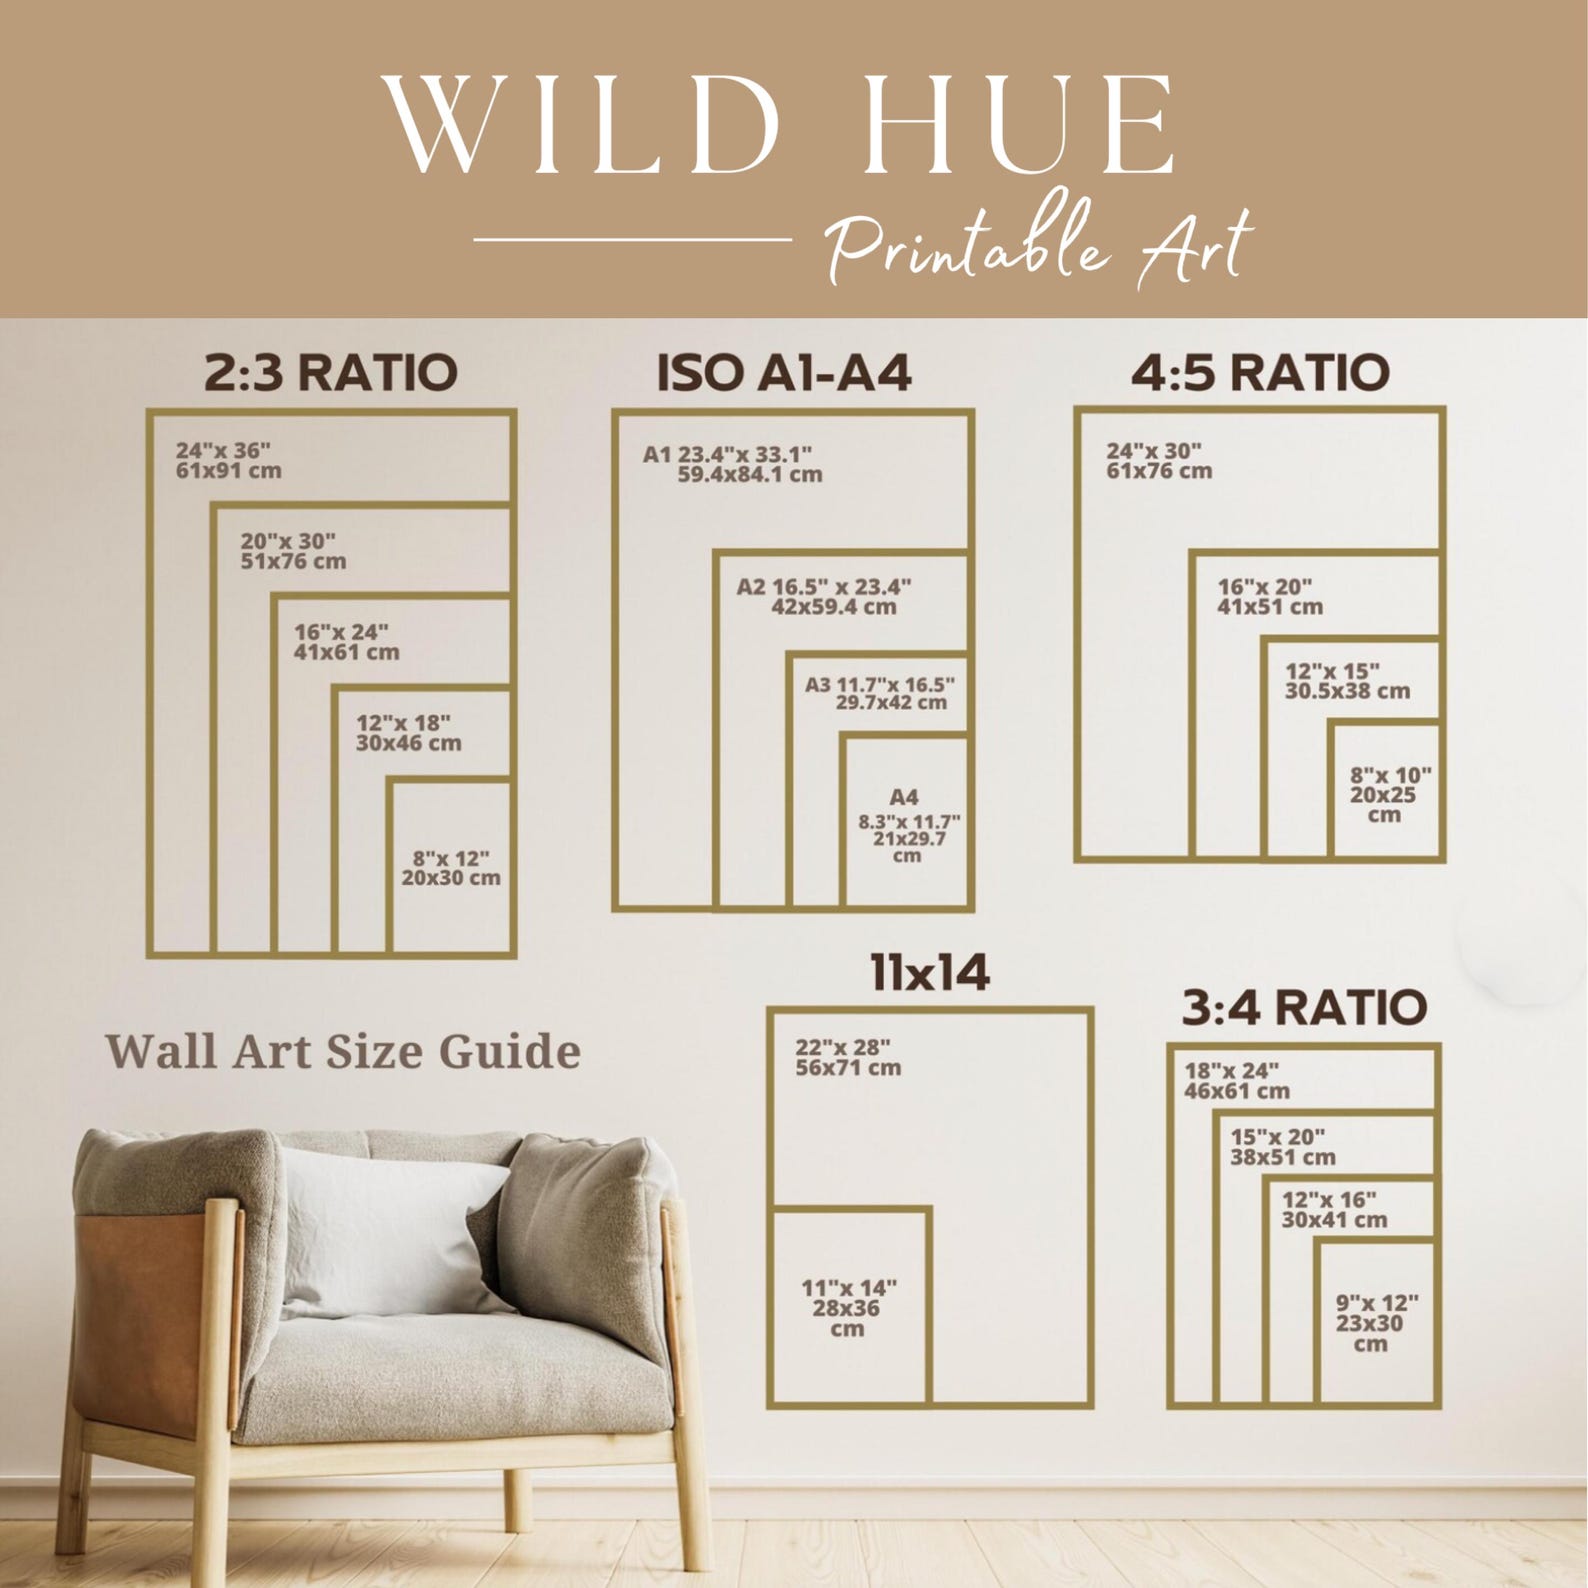 WILD HUE
Printable Art
2:3 RATIO
24"x 36"
61x91 cm
20"x 30"
51x76 cm
16"x 24"
41x61 cm
12"x 18"
30x46 cm
8"x 12"
20x30 cm
ISO A1-A4
A1 23.4"x 33.1"
59.4x84.1 cm
A2 16.5" x 23.4"
42x59.4 cm
A3 11.7"x 16.5"
29.7x42 cm
A4
8.3"x 11.7"
21x29.7
cm
4:5 RATIO
24"x 30"
61x76 cm
16"x 20"
41x51 cm
12"x 15"
30.5x38 cm
8"x 10"
20x25
cm
Wall Art Size Guide
11x14
22"x 28"
56x71 cm
11"x 14"
28x36
cm
3:4 RATIO
18"x 24"
46x61 cm
15"x 20"
38x51 cm
12"x 16"
30x41 cm
9"x 12"
23x30
cm